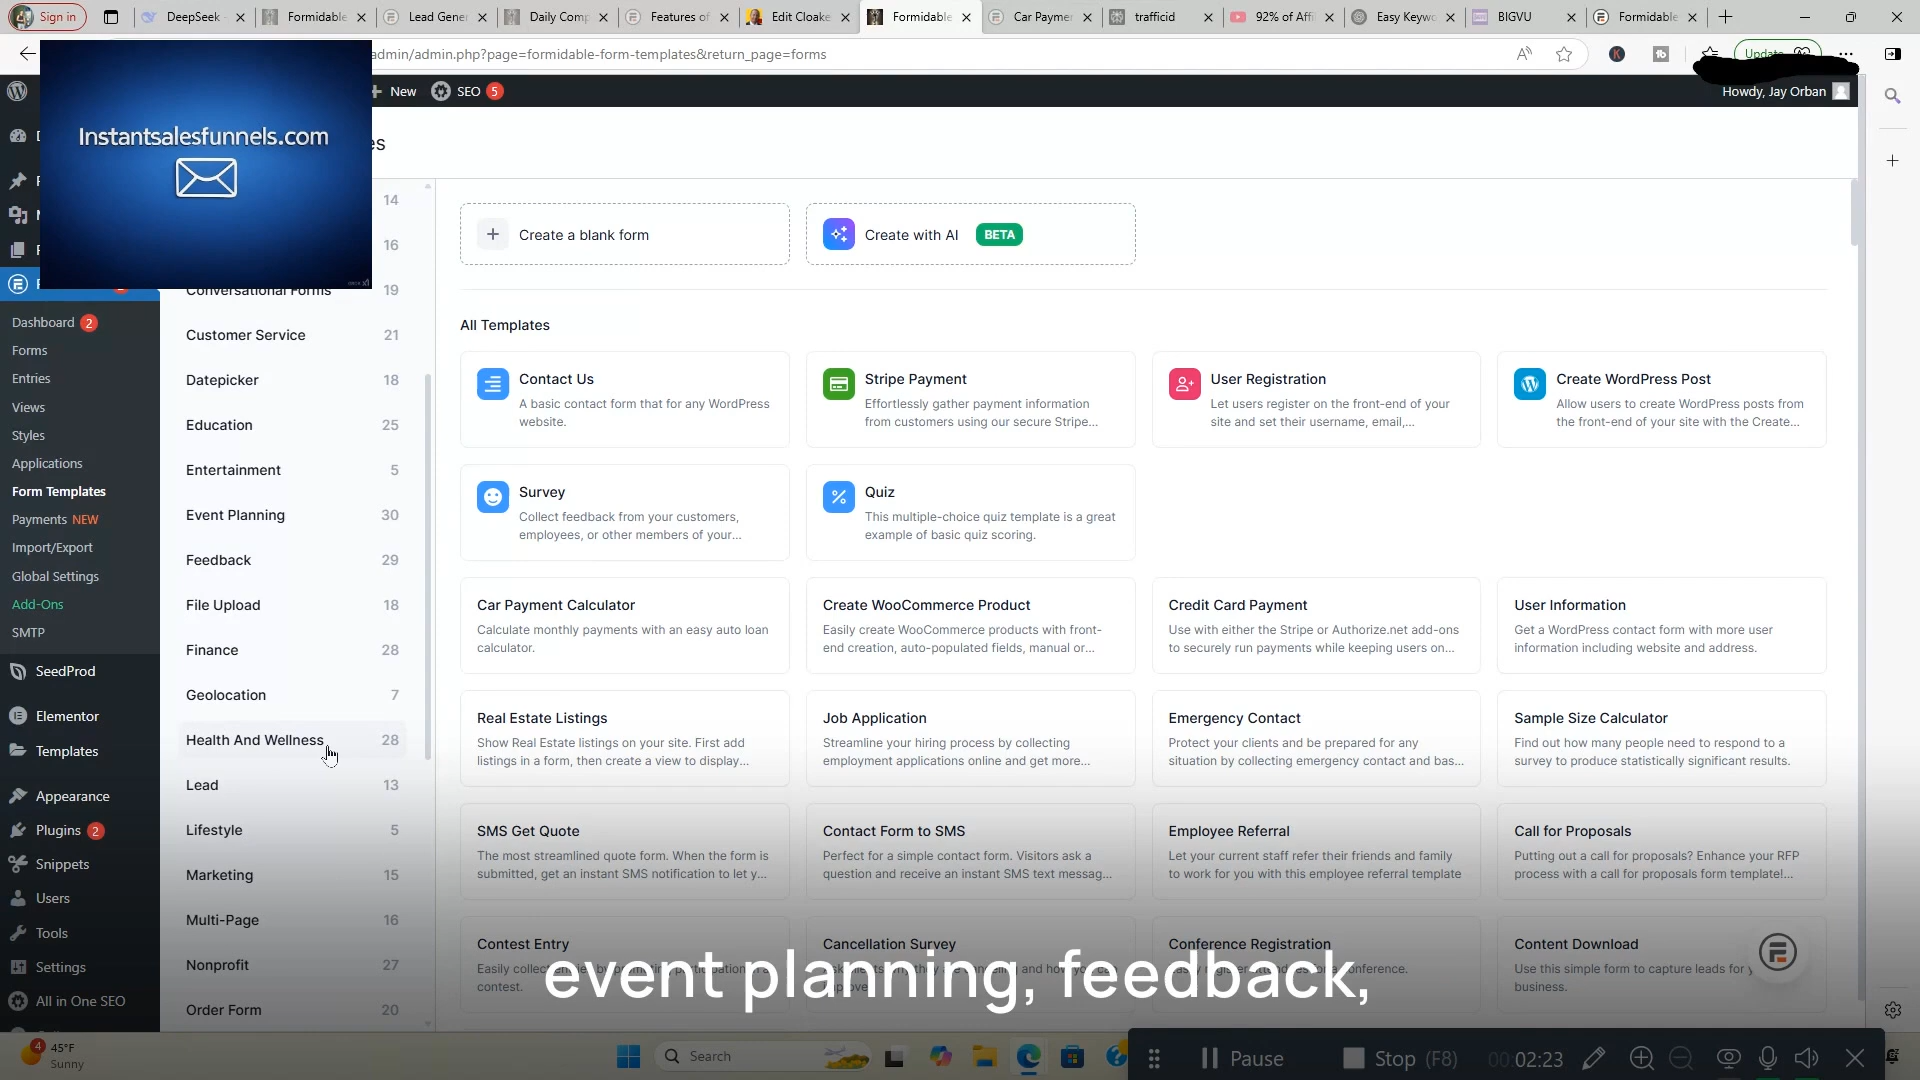 Sign in
DeepSeek -
Formidable
Lead Gener
Daily Comp
Features of
Edit Cloake
Formidable
Car Paymen
trafficid
92% of Affi
Easy Keywo
BIGVU
Formidable
dmin/admin.php?page=formidable-form-templates&return_page=forms
Update
New
SEO 5
Howdy, Jay Orban
Instantsalesfunnels.com
es
14
16
Conversational Forms 19
Customer Service 21
Datepicker 18
Education 25
Entertainment 5
Event Planning 30
Feedback 29
File Upload 18
Finance 28
Geolocation 7
Health And Wellness 28
Lead 13
Lifestyle 5
Marketing 15
Multi-Page 16
Nonprofit 27
Order Form 20
Dashboard 2
Forms
Entries
Views
Styles
Applications
Form Templates
Payments NEW
Import/Export
Global Settings
Add-Ons
SMTP
SeedProd
Elementor
Templates
Appearance
Plugins 2
Snippets
Users
Tools
Settings
All in One SEO
Create a blank form
Create with AI BETA
All Templates
Contact Us
A basic contact form that for any WordPress
website.
Stripe Payment
Effortlessly gather payment information
from customers using our secure Stripe...
User Registration
Let users register on the front-end of your
site and set their username, email,...
Create WordPress Post
Allow users to create WordPress posts from
the front-end of your site with the Create...
Survey
Collect feedback from your customers,
employees, or other members of your...
Quiz
This multiple-choice quiz template is a great
example of basic quiz scoring.
Car Payment Calculator
Calculate monthly payments with an easy auto loan
calculator.
Create WooCommerce Product
Easily create WooCommerce products with front-
end creation, auto-populated fields, manual or...
Credit Card Payment
Use with either the Stripe or Authorize.net add-ons
to securely run payments while keeping users on...
User Information
Get a WordPress contact form with more user
information including website and address.
Real Estate Listings
Show Real Estate listings on your site. First add
listings in a form, then create a view to display...
Job Application
Streamline your hiring process by collecting
employment applications online and get more...
Emergency Contact
Protect your clients and be prepared for any
situation by collecting emergency contact and bas...
Sample Size Calculator
Find out how many people need to respond to a
survey to produce statistically significant results.
SMS Get Quote
The most streamlined quote form. When the form is
submitted, get an instant SMS notification to let y...
Contact Form to SMS
Perfect for a simple contact form. Visitors ask a
question and receive an instant SMS text messag...
Employee Referral
Let your current staff refer their friends and family
to work for you with this employee referral template
Call for Proposals
Putting out a call for proposals? Enhance your RFP
process with a call for proposals form template!...
Contest Entry
Easily
contest.
Cancellation Survey
Conference Registration
conference.
Content Download
Use this simple form to capture leads for
business.
event planning, feedback,
4
45°F
Sunny
Search
Pause
Stop (F8)
00:02:23